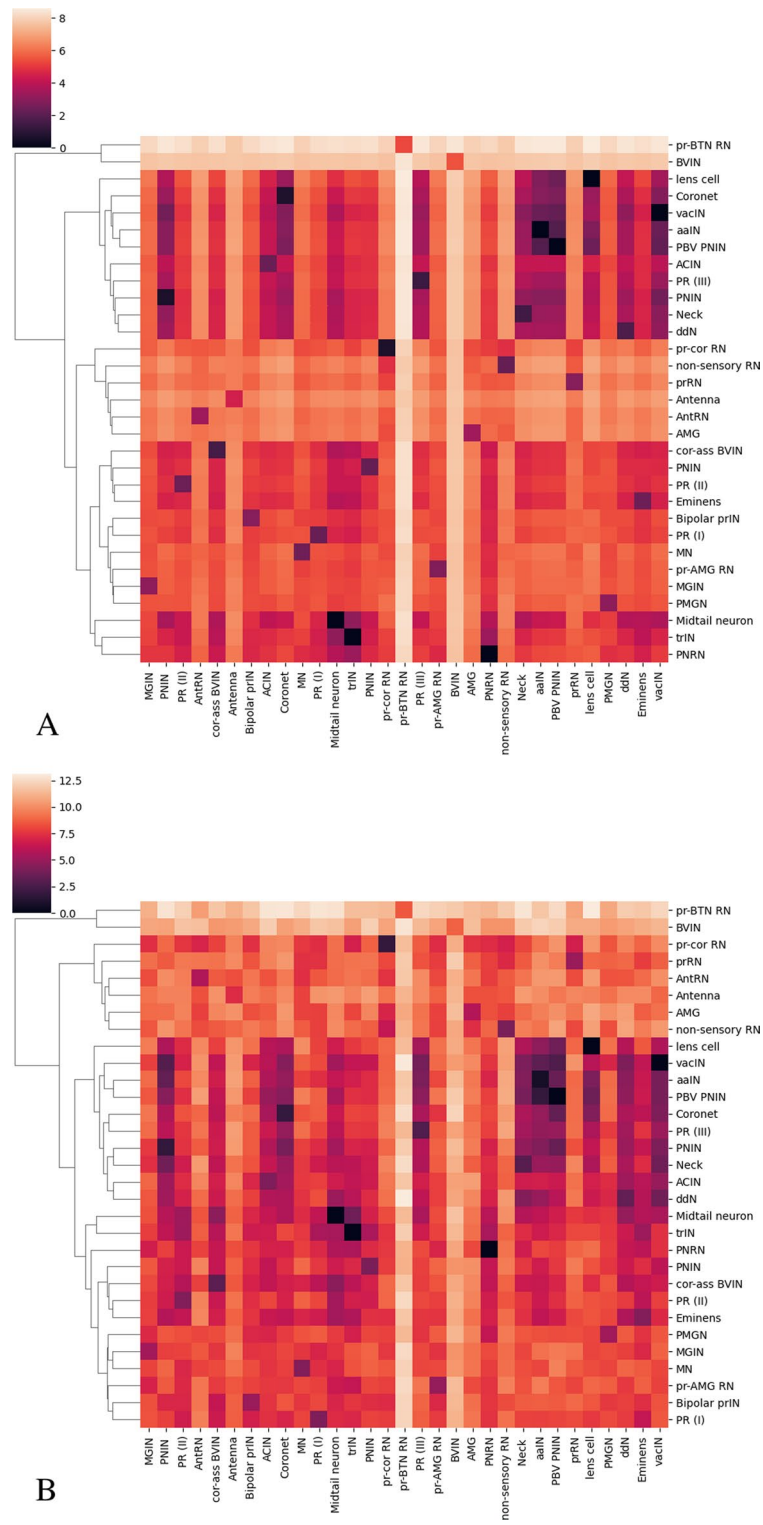 8
6
4
2
0
pr-BTN RN
BVIN
lens cell
Coronet
vacIN
aaIN
PBV PNIN
ACIN
PR (III)
PNIN
Neck
ddN
pr-cor RN
non-sensory RN
prRN
Antenna
AntRN
AMG
cor-ass BVIN
PNIN
PR (II)
Eminens
Bipolar prIN
PR (I)
MN
pr-AMG RN
MGIN
PMGN
Midtail neuron
trIN
PNRN
MGIN
PNIN
PR (II)
AntRN
cor-ass BVIN
Antenna
Bipolar prIN
ACIN
Coronet
MN
PR (I)
Midtail neuron
trIN
PNIN
pr-cor RN
pr-BTN RN
PR (III)
pr-AMG RN
BVIN
AMG
PNRN
non-sensory RN
Neck
aaIN
PBV PNIN
prRN
lens cell
PMGN
ddN
Eminens
vacIN
A
12.5
10.0
7.5
5.0
2.5
0.0
pr-BTN RN
BVIN
pr-cor RN
prRN
AntRN
Antenna
AMG
non-sensory RN
lens cell
vacIN
aaIN
PBV PNIN
Coronet
PR (III)
PNIN
Neck
ACIN
ddN
Midtail neuron
trIN
PNRN
PNIN
cor-ass BVIN
PR (II)
Eminens
PMGN
MGIN
MN
pr-AMG RN
Bipolar prIN
PR (I)
MGIN
PNIN
PR (II)
AntRN
cor-ass BVIN
Antenna
Bipolar prIN
ACIN
Coronet
MN
PR (I)
Midtail neuron
trIN
PNIN
pr-cor RN
pr-BTN RN
PR (III)
pr-AMG RN
BVIN
AMG
PNRN
non-sensory RN
Neck
aaIN
PBV PNIN
prRN
lens cell
PMGN
ddN
Eminens
vacIN
B